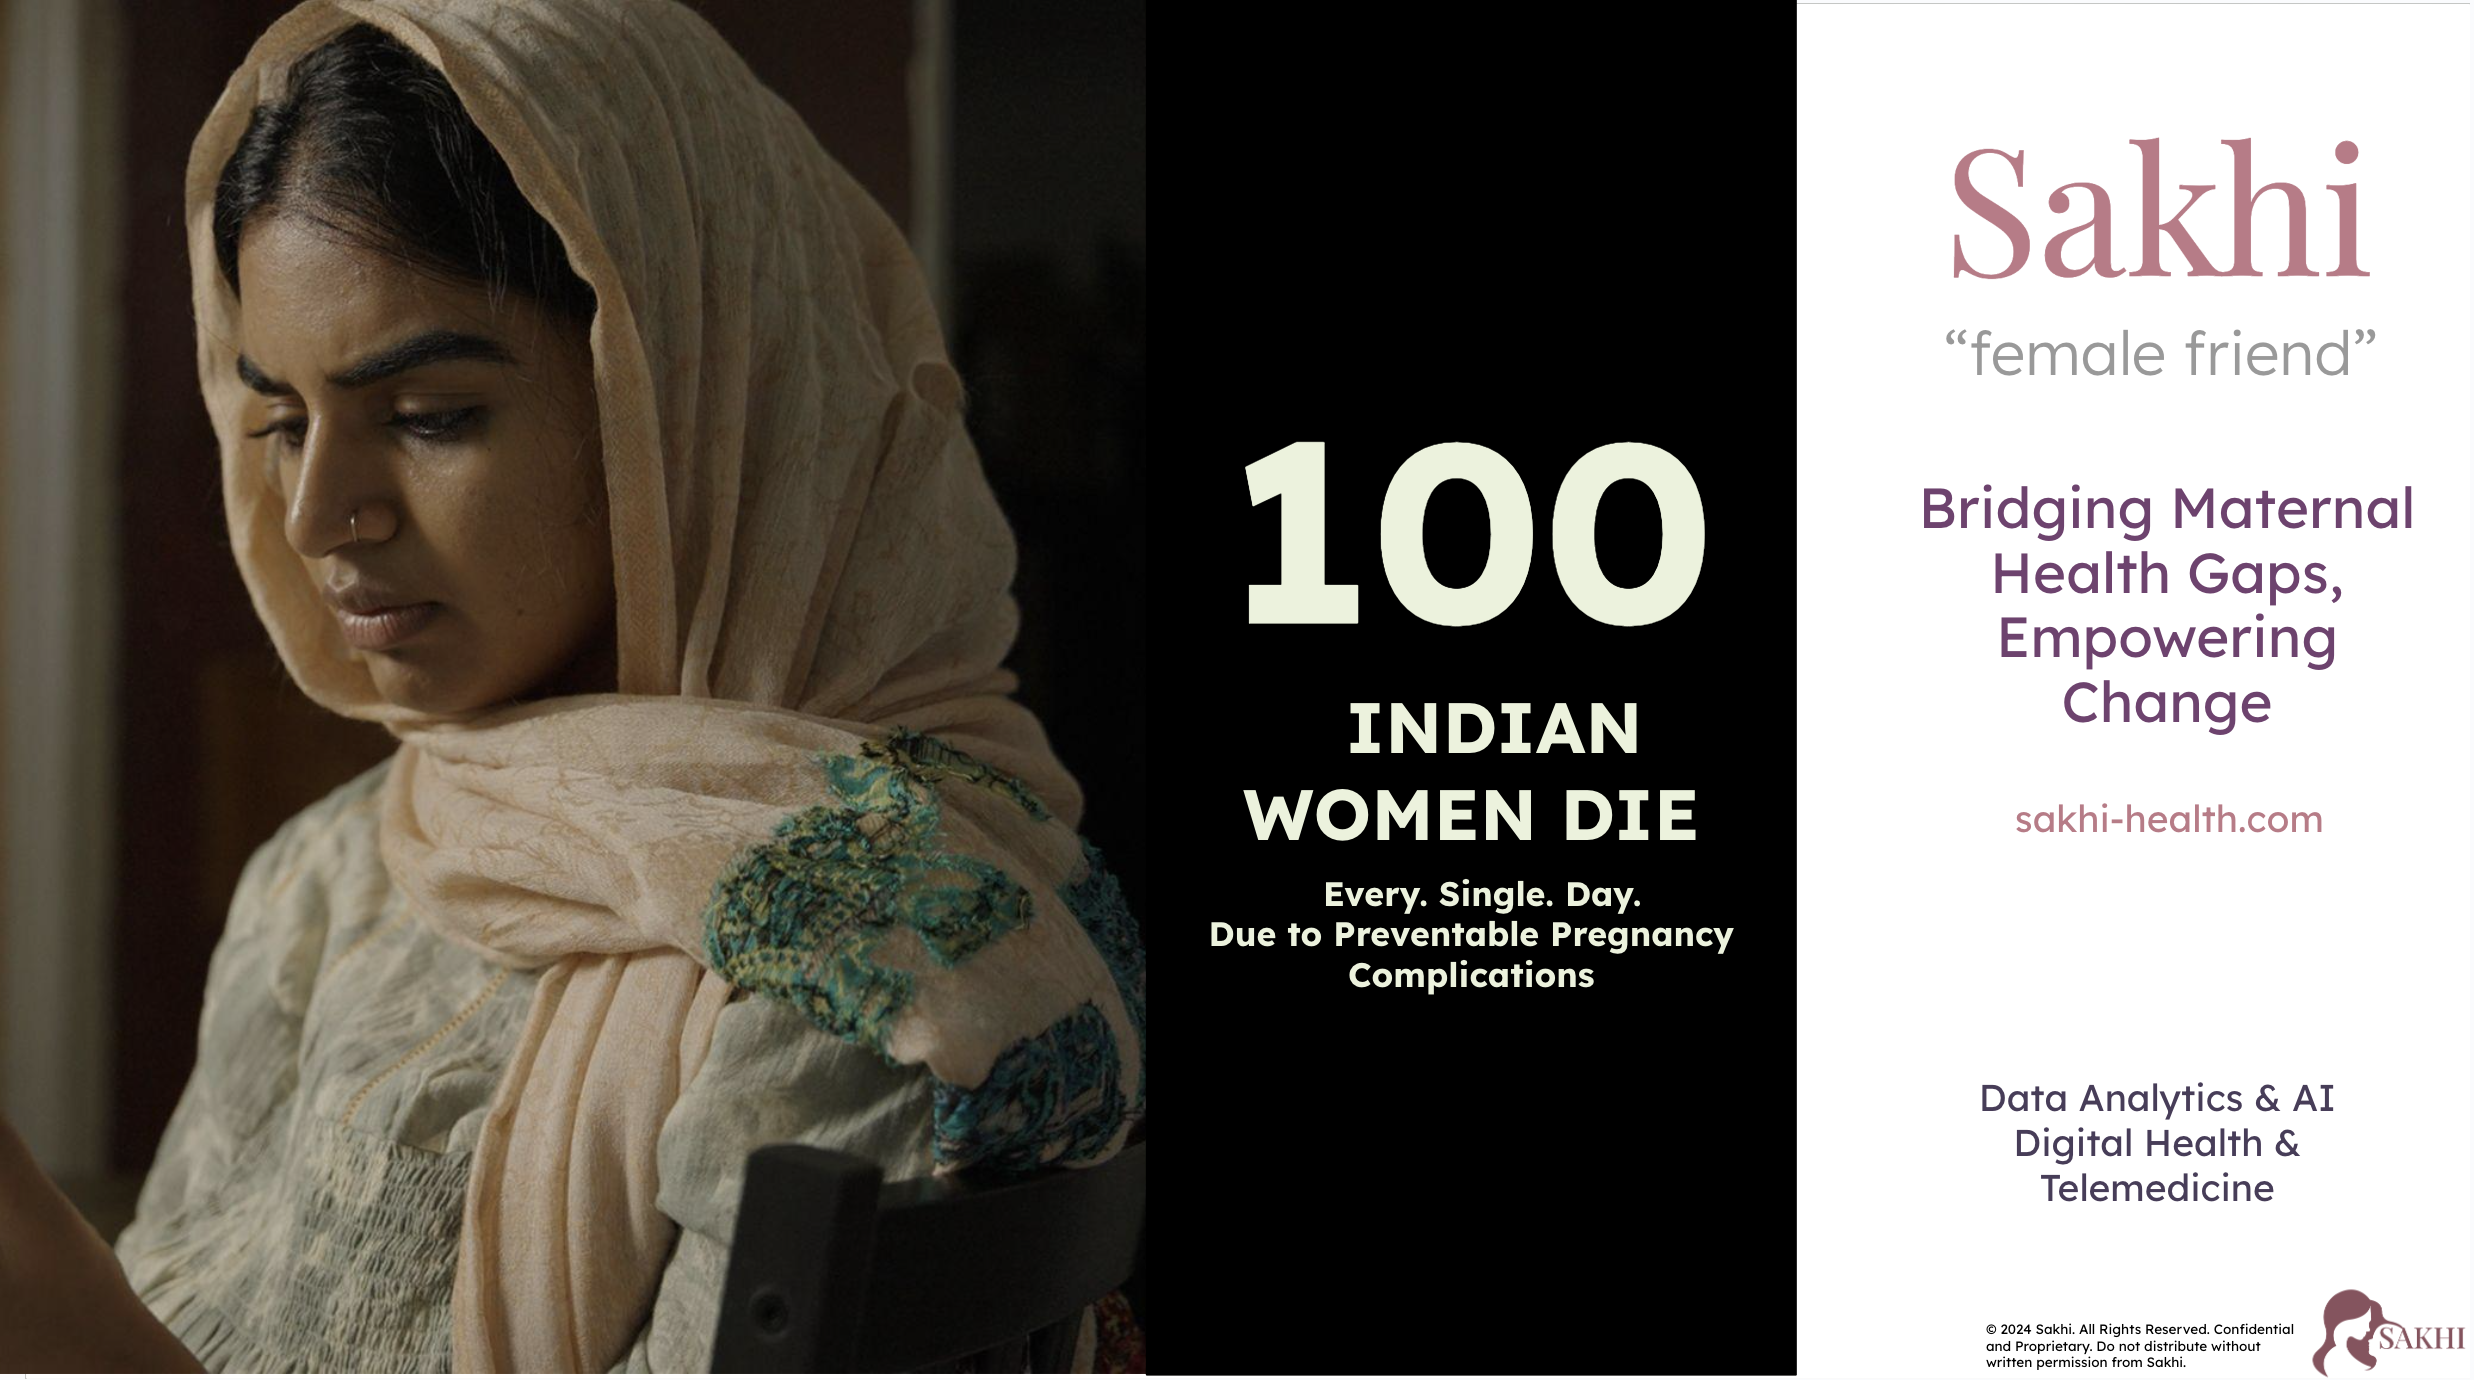 100
INDIAN
WOMEN DIE
Every. Single. Day.
Due to Preventable Pregnancy
Complications
Sakhi
“female friend”
Bridging Maternal
Health Gaps,
Empowering
Change
sakhi-health.com
Data Analytics & AI
Digital Health &
Telemedicine
© 2024 Sakhi. All Rights Reserved. Confidential
and Proprietary. Do not distribute without
written permission from Sakhi.
SAKHI